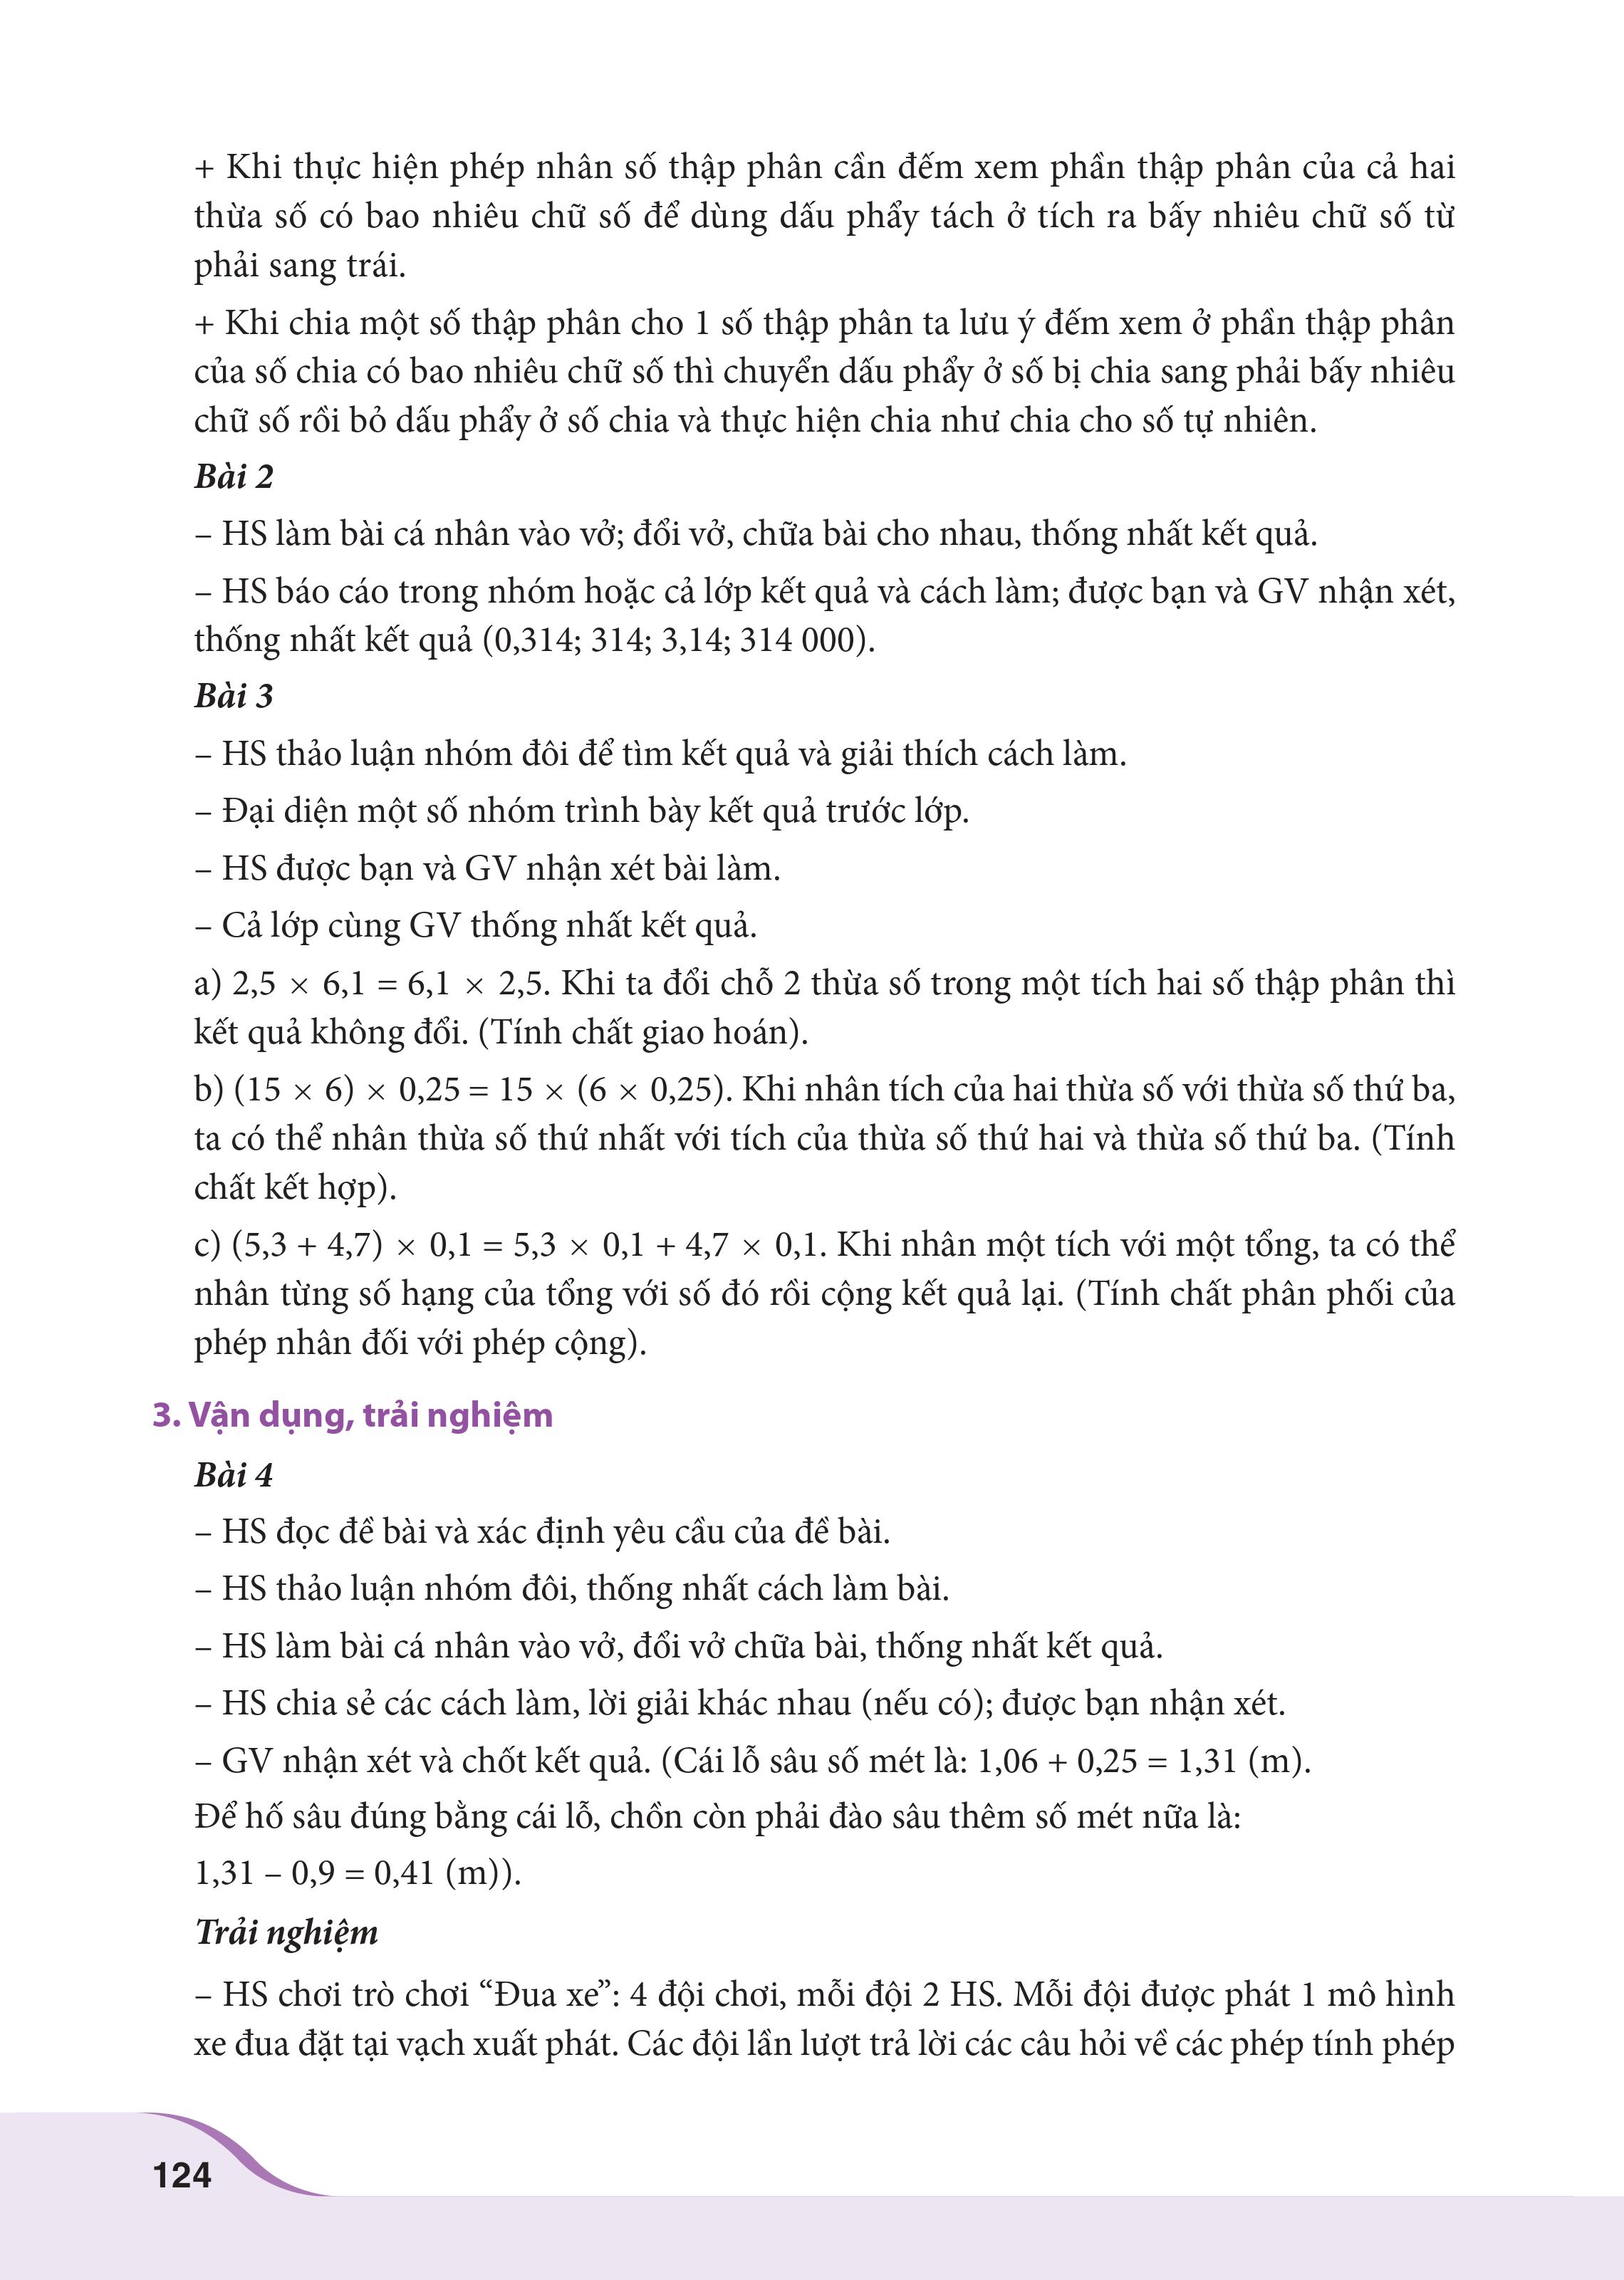 + Khi thực hiện phép nhân số thập phân cần đếm xem phần thập phân của cả hai
thừa số có bao nhiêu chữ số để dùng dấu phẩy tách ở tích ra bấy nhiêu chữ số từ
phải sang trái.
+ Khi chia một số thập phân cho 1 số thập phân ta lưu ý đếm xem ở phần thập phân
của số chia có bao nhiêu chữ số thì chuyển dấu phẩy ở số bị chia sang phải bấy nhiêu
chữ số rồi bỏ dấu phẩy ở số chia và thực hiện chia như chia cho số tự nhiên.
Bài 2
– HS làm bài cá nhân vào vở; đổi vở, chữa bài cho nhau, thống nhất kết quả.
– HS báo cáo trong nhóm hoặc cả lớp kết quả và cách làm; được bạn và GV nhận xét,
thống nhất kết quả (0,314; 314; 3,14; 314 000).
Bài 3
– HS thảo luận nhóm đôi để tìm kết quả và giải thích cách làm.
– Đại diện một số nhóm trình bày kết quả trước lớp.
– HS được bạn và GV nhận xét bài làm.
– Cả lớp cùng GV thống nhất kết quả.
a) 2,5 × 6,1 = 6,1 × 2,5. Khi ta đổi chỗ 2 thừa số trong một tích hai số thập phân thì
kết quả không đổi. (Tính chất giao hoán).
b) (15 × 6) × 0,25 = 15 × (6 × 0,25). Khi nhân tích của hai thừa số với thừa số thứ ba,
ta có thể nhân thừa số thứ nhất với tích của thừa số thứ hai và thừa số thứ ba. (Tính
chất kết hợp).
c) (5,3 + 4,7) × 0,1 = 5,3 × 0,1 + 4,7 × 0,1. Khi nhân một tích với một tổng, ta có thể
nhân từng số hạng của tổng với số đó rồi cộng kết quả lại. (Tính chất phân phối của
phép nhân đối với phép cộng).
3. Vận dụng, trải nghiệm
Bài 4
– HS đọc đề bài và xác định yêu cầu của đề bài.
– HS thảo luận nhóm đôi, thống nhất cách làm bài.
– HS làm bài cá nhân vào vở, đổi vở chữa bài, thống nhất kết quả.
– HS chia sẻ các cách làm, lời giải khác nhau (nếu có); được bạn nhận xét.
– GV nhận xét và chốt kết quả. (Cái lỗ sâu số mét là: 1,06 + 0,25 = 1,31 (m).
Để hố sâu đúng bằng cái lỗ, chồn còn phải đào sâu thêm số mét nữa là:
1,31 – 0,9 = 0,41 (m)).
Trải nghiệm
– HS chơi trò chơi “Đua xe”: 4 đội chơi, mỗi đội 2 HS. Mỗi đội được phát 1 mô hình
xe đua đặt tại vạch xuất phát. Các đội lần lượt trả lời các câu hỏi về các phép tính phép
124